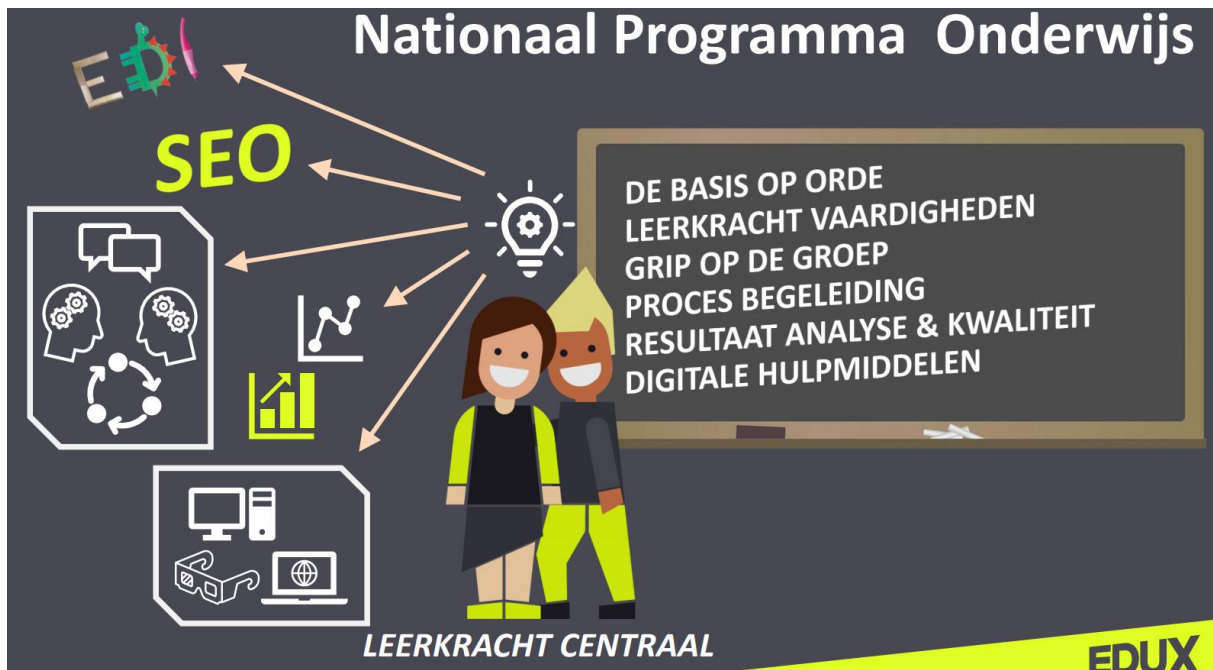 Nationaal Programma Onderwijs
EDI
SEO
DE BASIS OP ORDE
LEERKRACHT VAARDIGHEDEN
GRIP OP DE GROEP
PROCES BEGELEIDING
RESULTAAT ANALYSE & KWALITEIT
DIGITALE HULPMIDDELEN
LEERKRACHT CENTRAAL
EDUX